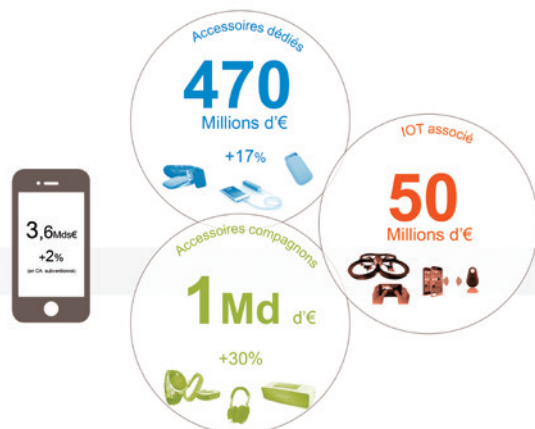 Accessoires dédiés
470
Millions d'€
+17%
IOT associé
50
Millions d'€
3,6Mds€
+2%
(en CA subventionné)
Accessoires compagnons
1Md d'€
+30%